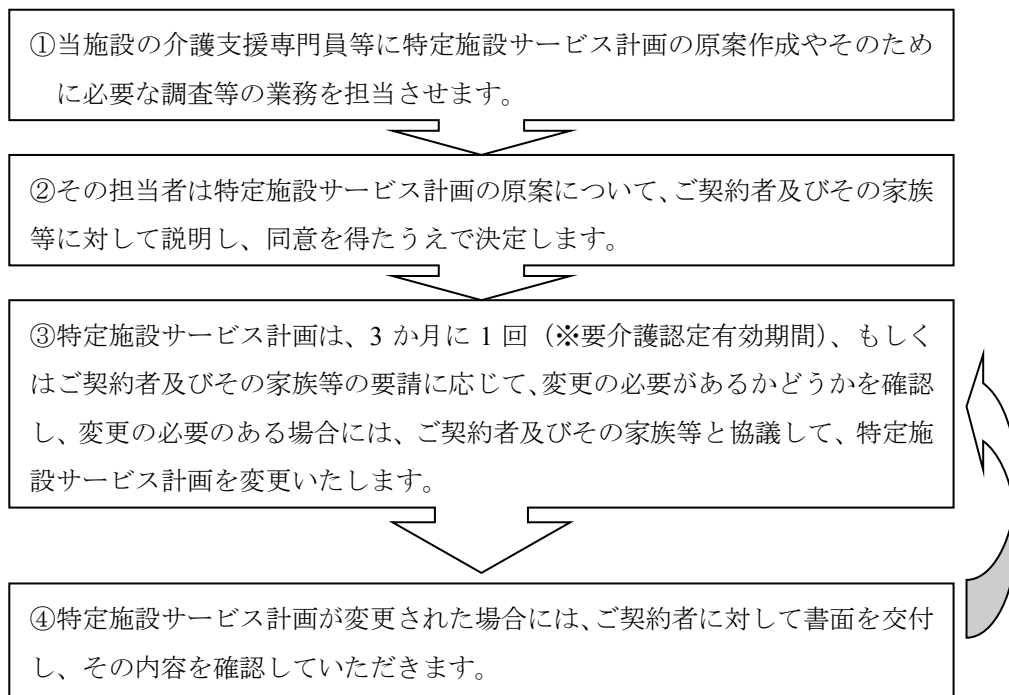 ①当施設の介護支援専門員等に特定施設サービス計画の原案作成やそのため
に必要な調査等の業務を担当させます。
②その担当者は特定施設サービス計画の原案について、ご契約者及びその家族
等に対して説明し、同意を得たうえで決定します。
③特定施設サービス計画は、3 か月に 1 回（※要介護認定有効期間）、もしく
はご契約者及びその家族等の要請に応じて、変更の必要があるかどうかを確認
し、変更の必要のある場合には、ご契約者及びその家族等と協議して、特定施
設サービス計画を変更いたします。
④特定施設サービス計画が変更された場合には、ご契約者に対して書面を交付
し、その内容を確認していただきます。